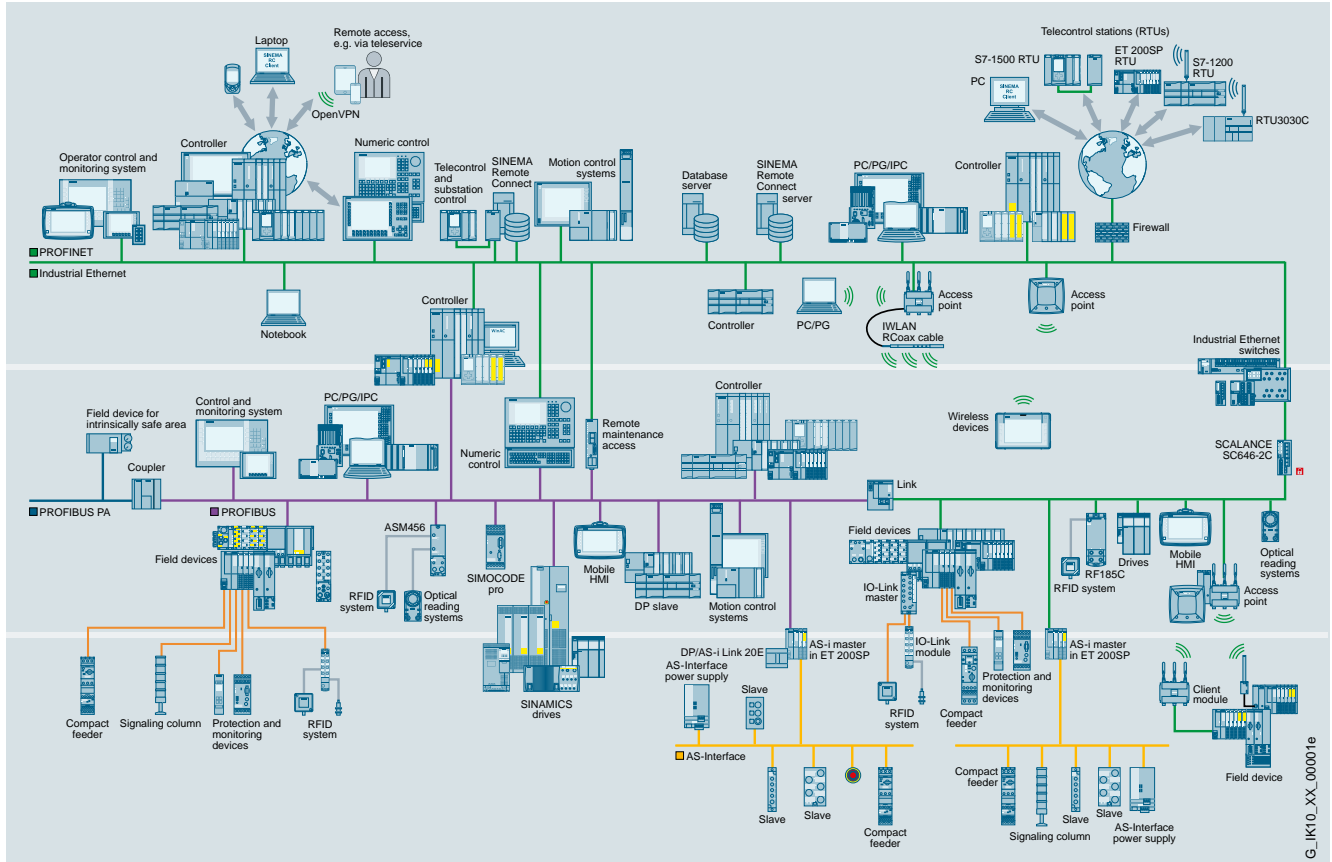 Laptop
Remote access,
e.g. via teleservice
SINEMA
RC
Client
OpenVPN
Telecontrol stations (RTUs)
S7-1500 RTU
ET 200SP
RTU
S7-1200
RTU
PC
SINEMA
RC
Client
RTU3030C
Operator control and
monitoring system
Controller
Numeric control
Telecontrol
and
substation
control
SINEMA
Remote
Connect
Motion control
systems
Database
server
SINEMA
Remote
Connect
server
PC/PG/IPC
Controller
Firewall
PROFINET
Industrial Ethernet
Notebook
Controller
WinAC
Controller
PC/PG
Access
point
IWLAN
RCoax cable
Access
point
Industrial Ethernet
switches
Field device for
intrinsically safe area
Control and
monitoring system
PC/PG/IPC
Numeric
control
Remote
maintenance
access
Controller
Wireless
devices
SCALANCE
SC646-2C
Coupler
Link
PROFIBUS PA
PROFIBUS
Field devices
ASM456
RFID
system
Optical
reading
systems
SIMOCODE
pro
Mobile
HMI
DP slave
Motion control
systems
Field devices
IO-Link
master
RFID system
RF185C
Drives
Mobile
HMI
Optical
reading systems
Access
point
Compact
feeder
Signaling column
Protection and
monitoring
devices
RFID
system
SINAMICS
drives
DP/AS-i Link 20E
AS-Interface
power supply
Slave
AS-i master
in ET 200SP
IO-Link
module
RFID
system
Protection and
monitoring
devices
Compact
feeder
AS-i master
in ET 200SP
Client
module
Field device
AS-Interface
Slave
Slave
Compact
feeder
Compact
feeder
Signaling column
Slave
Slave
AS-Interface
power supply
G_IK10_XX_00001e